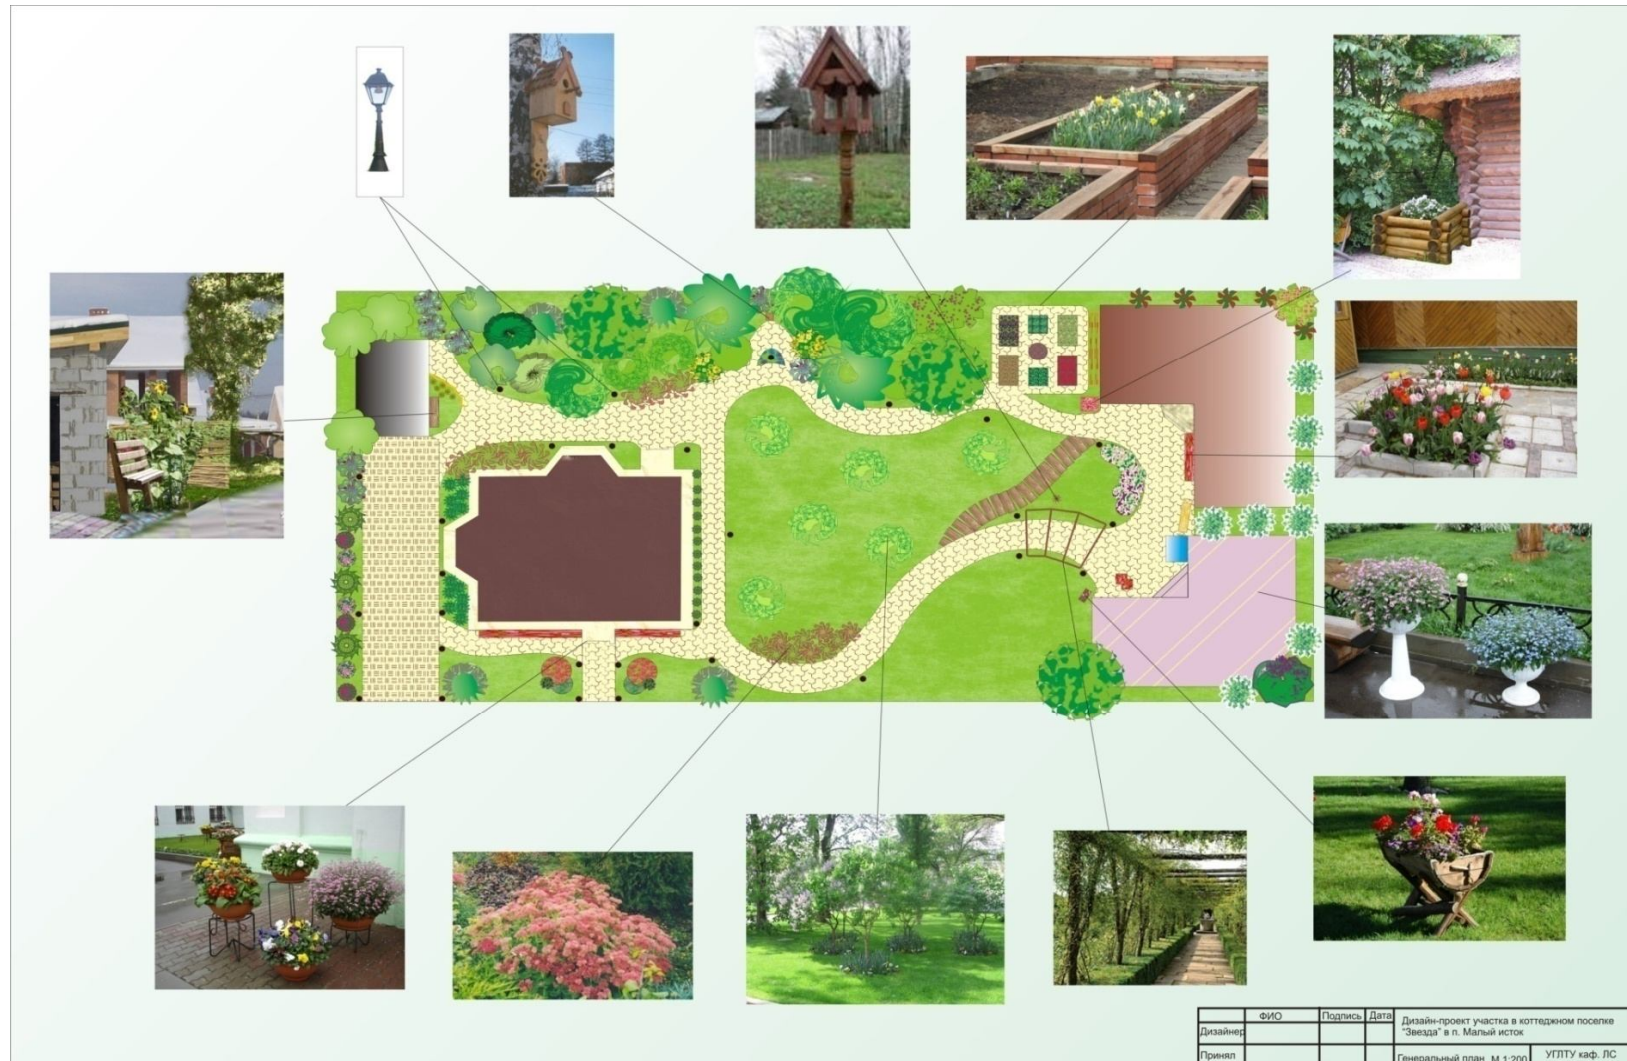 ФИО Подпись Дата
Дизайн-проект участка в коттеджном поселке
"Звезда" в п. Малый исток
Дизайнер
Принял
Генеральный план М 1:200
УГЛТУ каф. ЛС